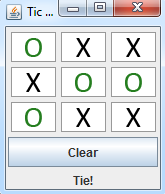 Tic ...
O X X
X O O
O X X
Clear
Tie!